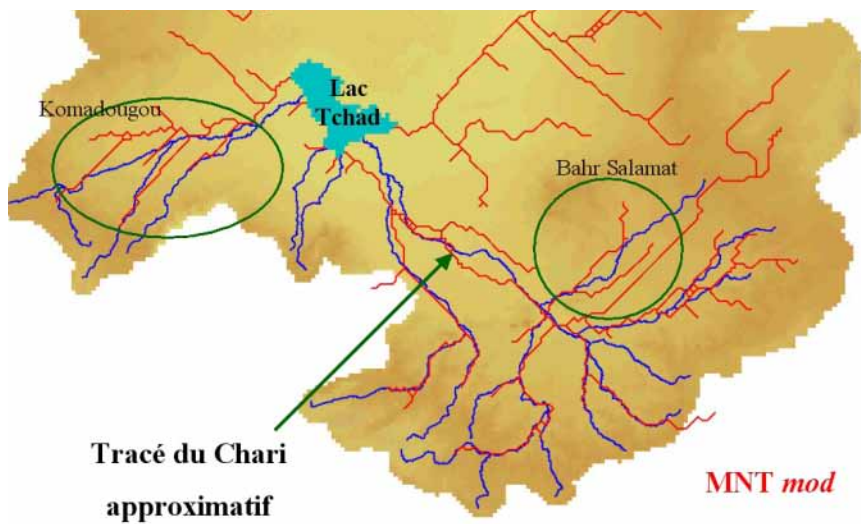 Lac
Tchad
Komadougou
Bahr Salamat
Tracé du Chari
approximatif
MNT mod